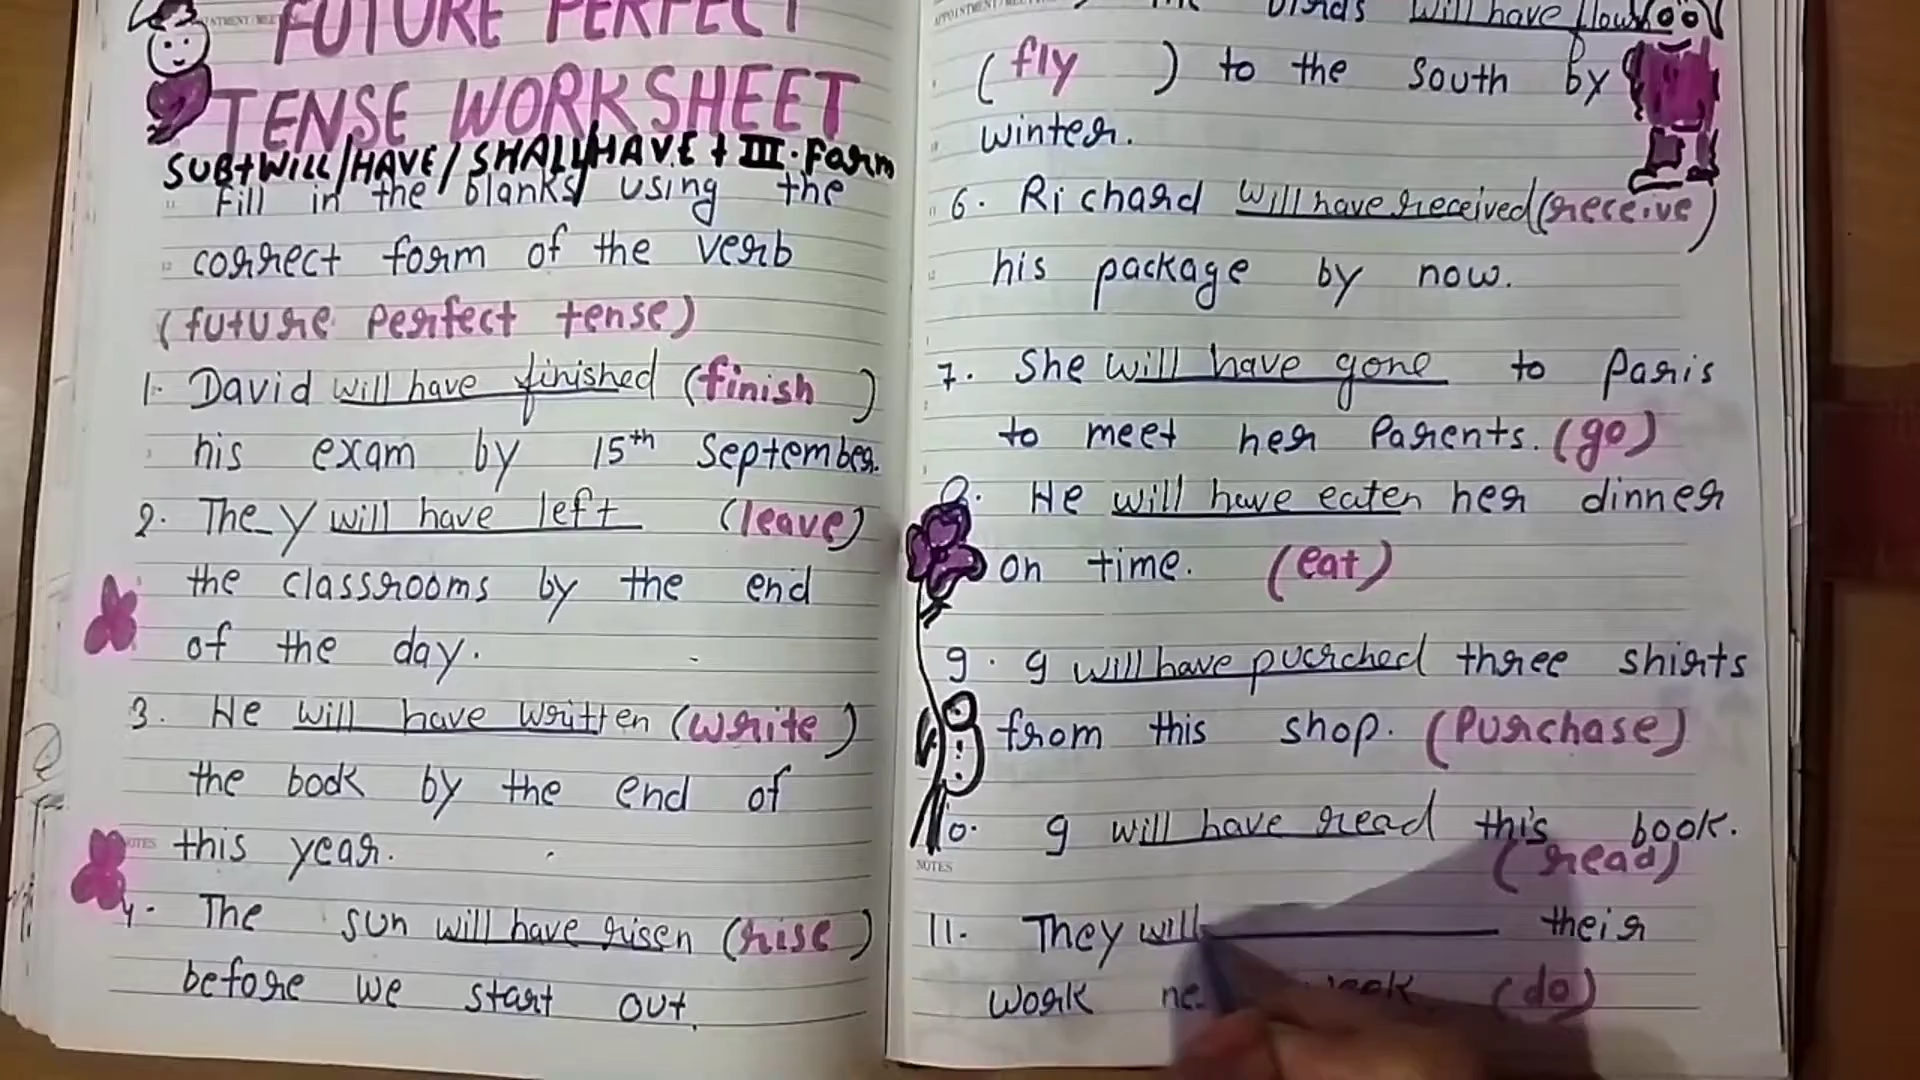 FUTURE PERFECT
TENSE WORKSHEET
SUB+WILL/HAVE/SHALL/HAVE + III.Farm
Fill in the blanks using the
correct form of the verb
(future perfect tense)
1. David will have finished (finish )
his exam by 15th September.
2. They will have left (leave)
the classrooms by the end
of the day.
3. He will have written (write )
the book by the end of
this year.
NOTES
4. The sun will have risen (rise )
before we start out.
birds will have flown
(fly ) to the south by
winter.
6. Richard will have received (receive)
his package by now.
7. She will have gone to Paris
to meet her Parents. (go)
8. He will have eaten her dinner
on time. (eat)
9. I will have puerched three shirts
from this shop. (Purchase)
10. I will have read this book.
(read)
NOTES
11. They will their
work (do)